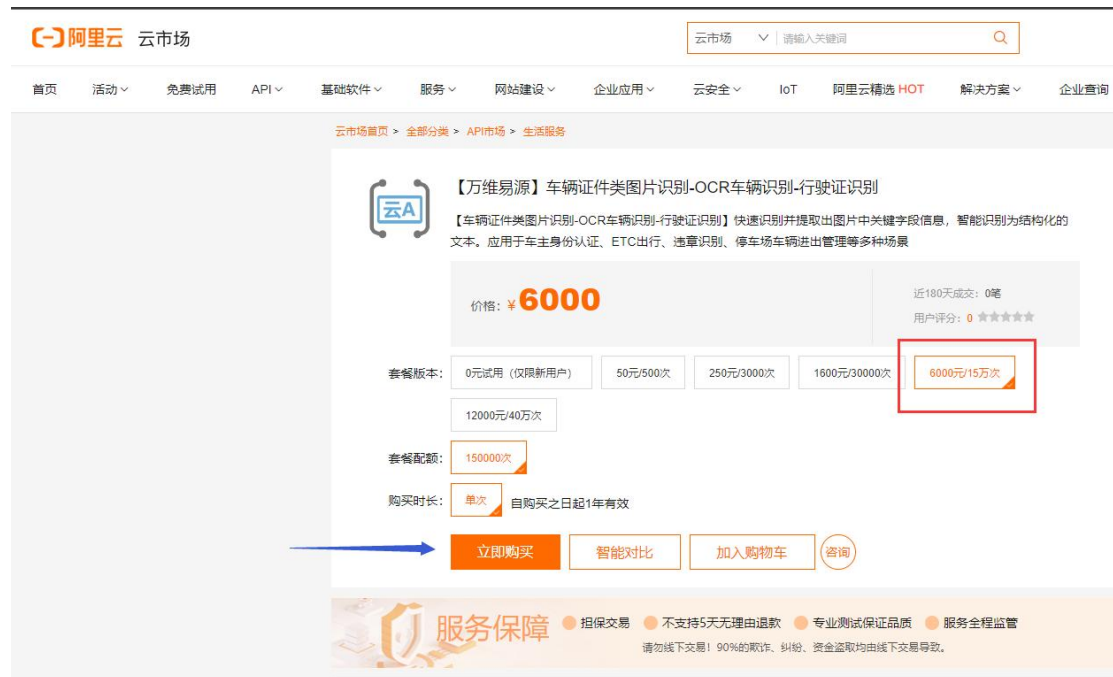 阿里云 云市场
云市场 请输入关键词
首页 活动 免费试用 API 基础软件 服务 网站建设 企业应用 云安全 IoT 阿里云精选 HOT 解决方案 企业查询
云市场首页 > 全部分类 > API市场 > 生活服务
云A
【万维易源】车辆证件类图片识别-OCR车辆识别-行驶证识别
【车辆证件类图片识别-OCR车辆识别-行驶证识别】快速识别并提取出图片中关键字段信息，智能识别为结构化的
文本。应用于车主身份认证、ETC出行、违章识别、停车场车辆进出管理等多种场景
价格：¥6000
近180天成交：0笔
用户评分：0 ★★★★★
套餐版本： 0元试用（仅限新用户） 50元/500次 250元/3000次 1600元/30000次 6000元/15万次
12000元/40万次
套餐配额： 150000次
购买时长： 单次 自购买之日起1年有效
立即购买 智能对比 加入购物车 咨询
服务保障 担保交易 不支持5天无理由退款 专业测试保证品质 服务全程监管
请勿线下交易！90%的欺诈、纠纷、资金盗取均由线下交易导致。